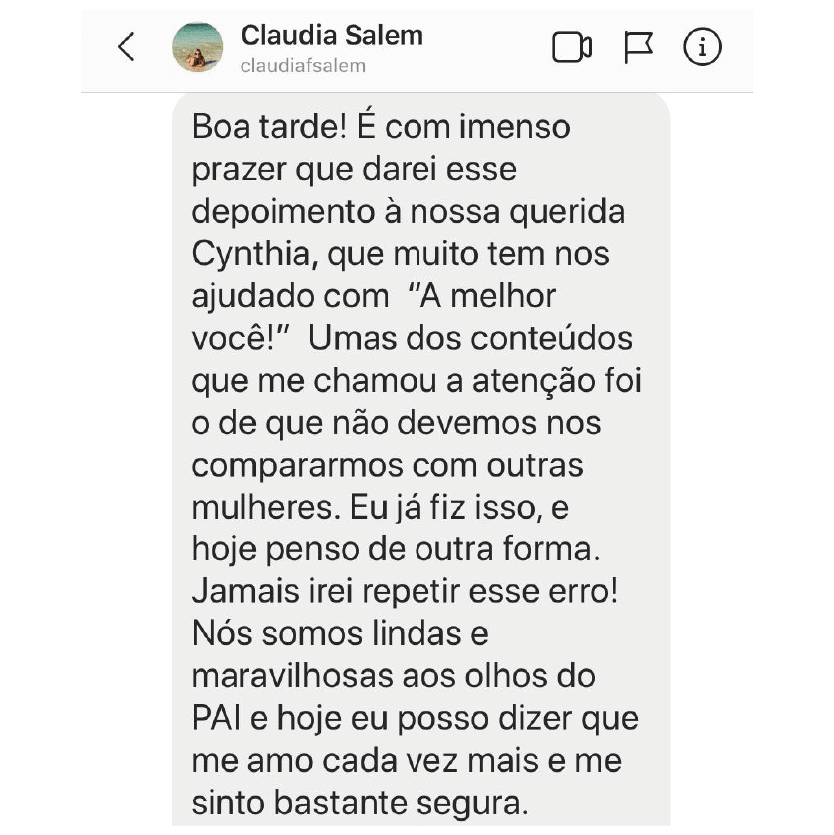 Claudia Salem
claudiafsalem
Boa tarde! É com imenso
prazer que darei esse
depoimento à nossa querida
Cynthia, que muito tem nos
ajudado com  “A melhor
você!”  Umas dos conteúdos
que me chamou a atenção foi
o de que não devemos nos
compararmos com outras
mulheres. Eu já fiz isso, e
hoje penso de outra forma.
Jamais irei repetir esse erro!
Nós somos lindas e
maravilhosas aos olhos do
PAI e hoje eu posso dizer que
me amo cada vez mais e me
sinto bastante segura.